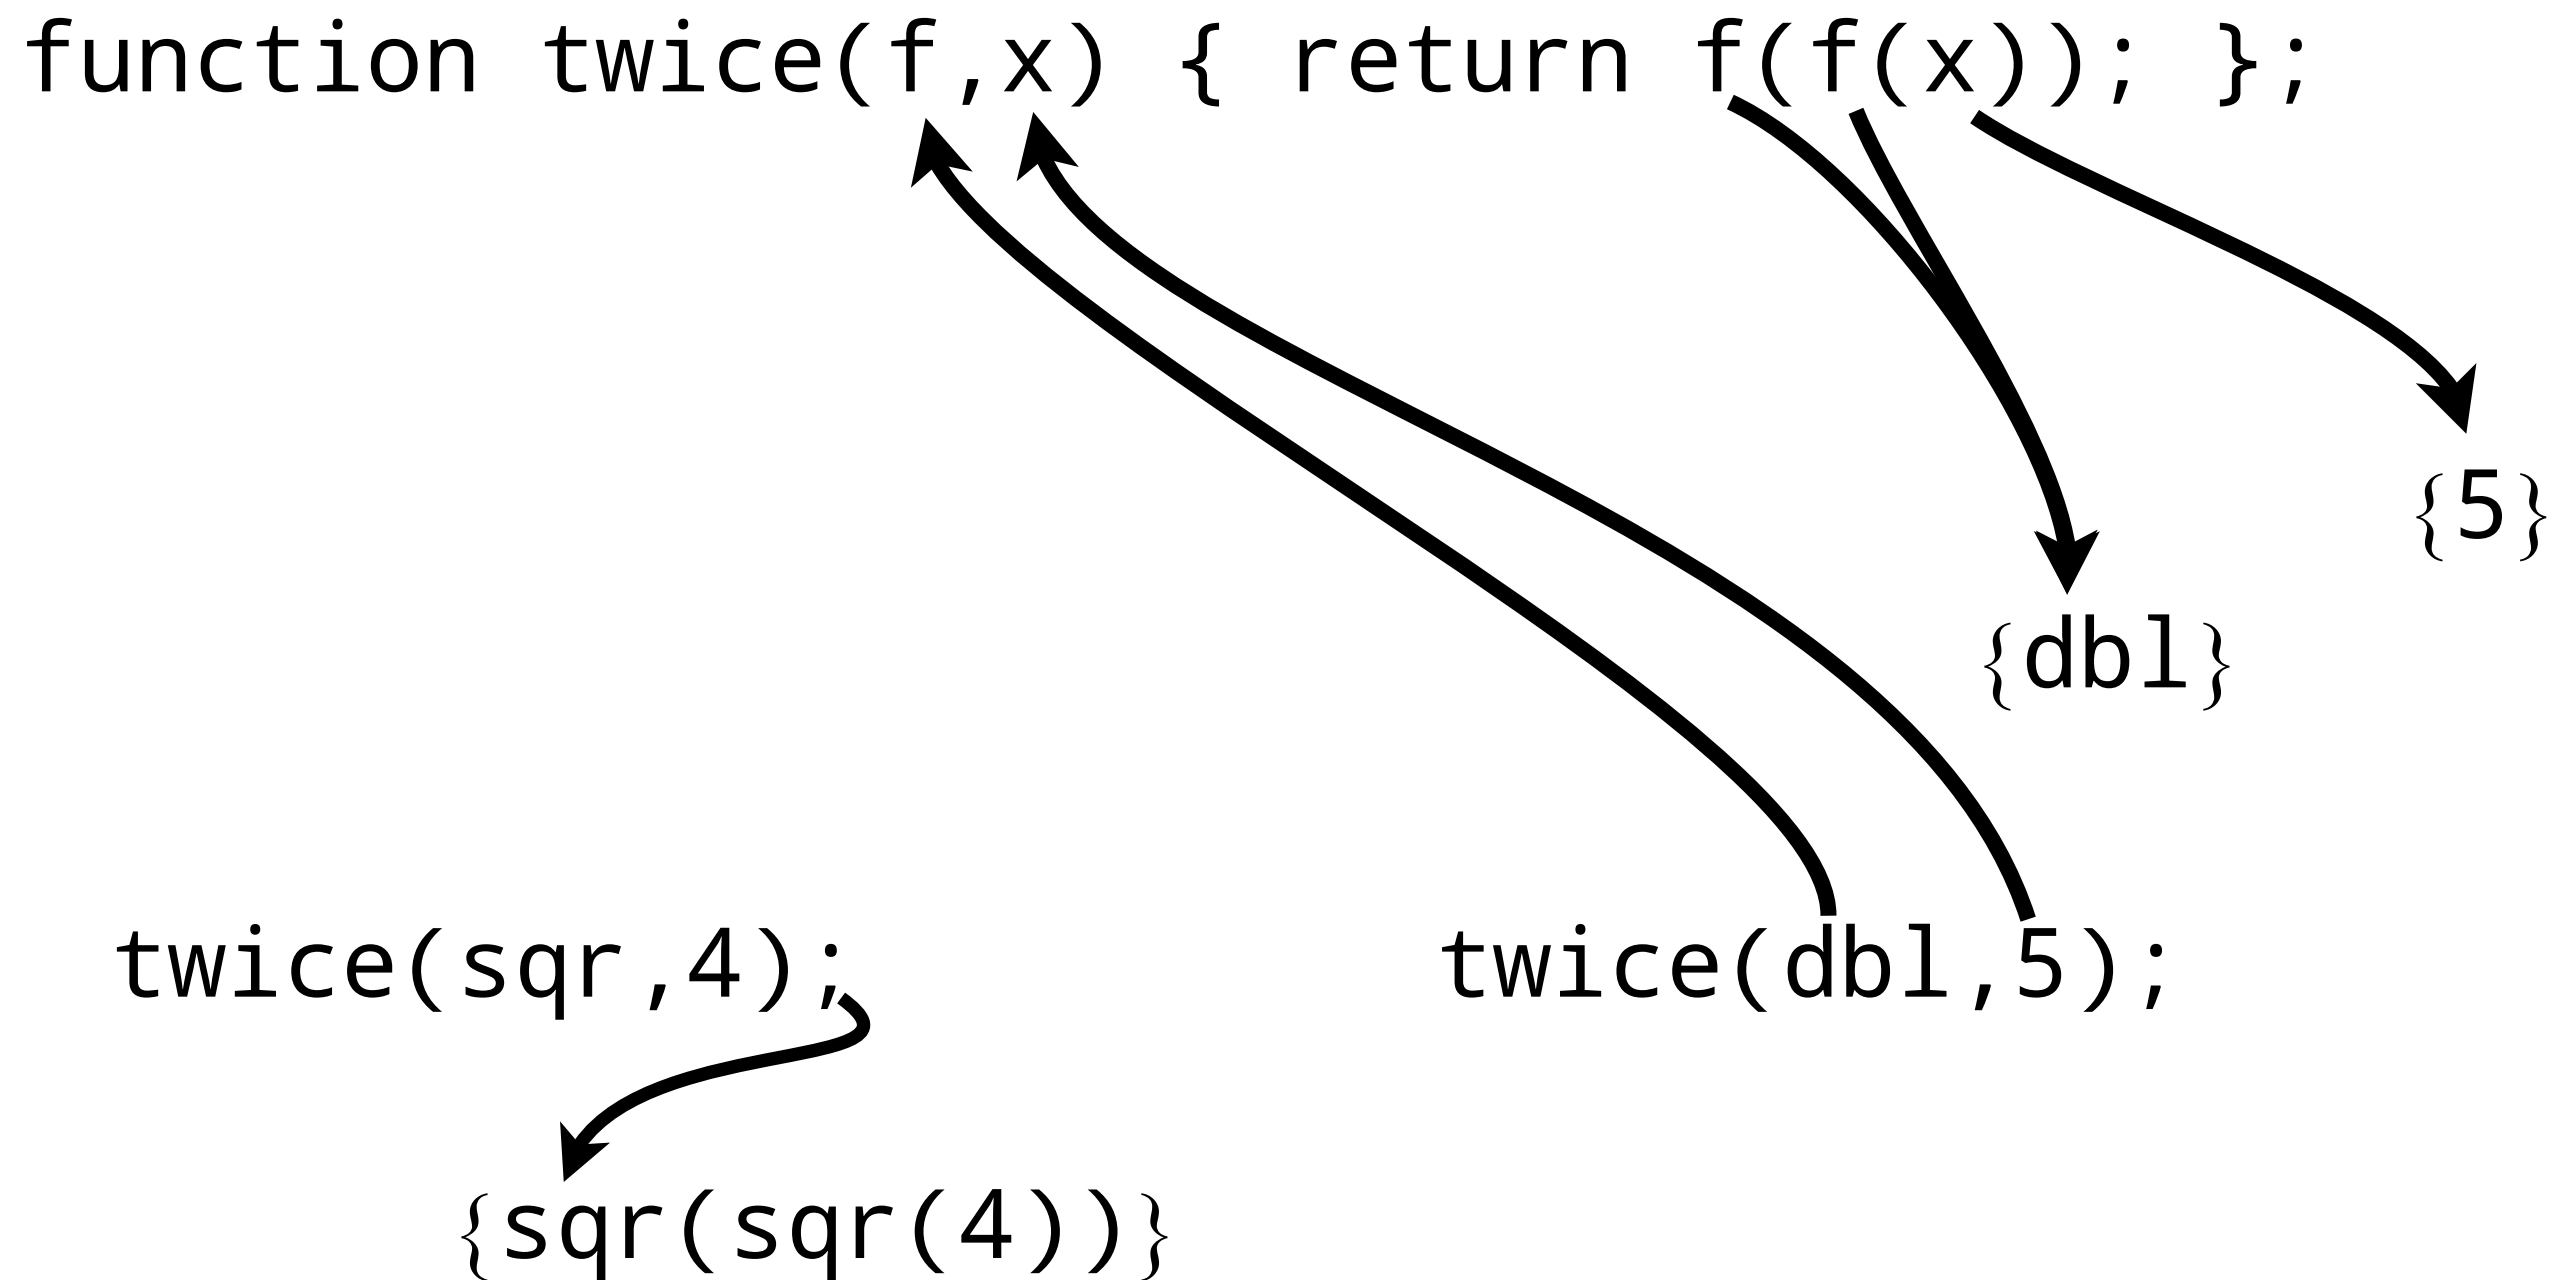 function twice(f,x) { return f(f(x)); };
{5}
{dbl}
twice(sqr,4);
twice(dbl,5);
{sqr(sqr(4))}